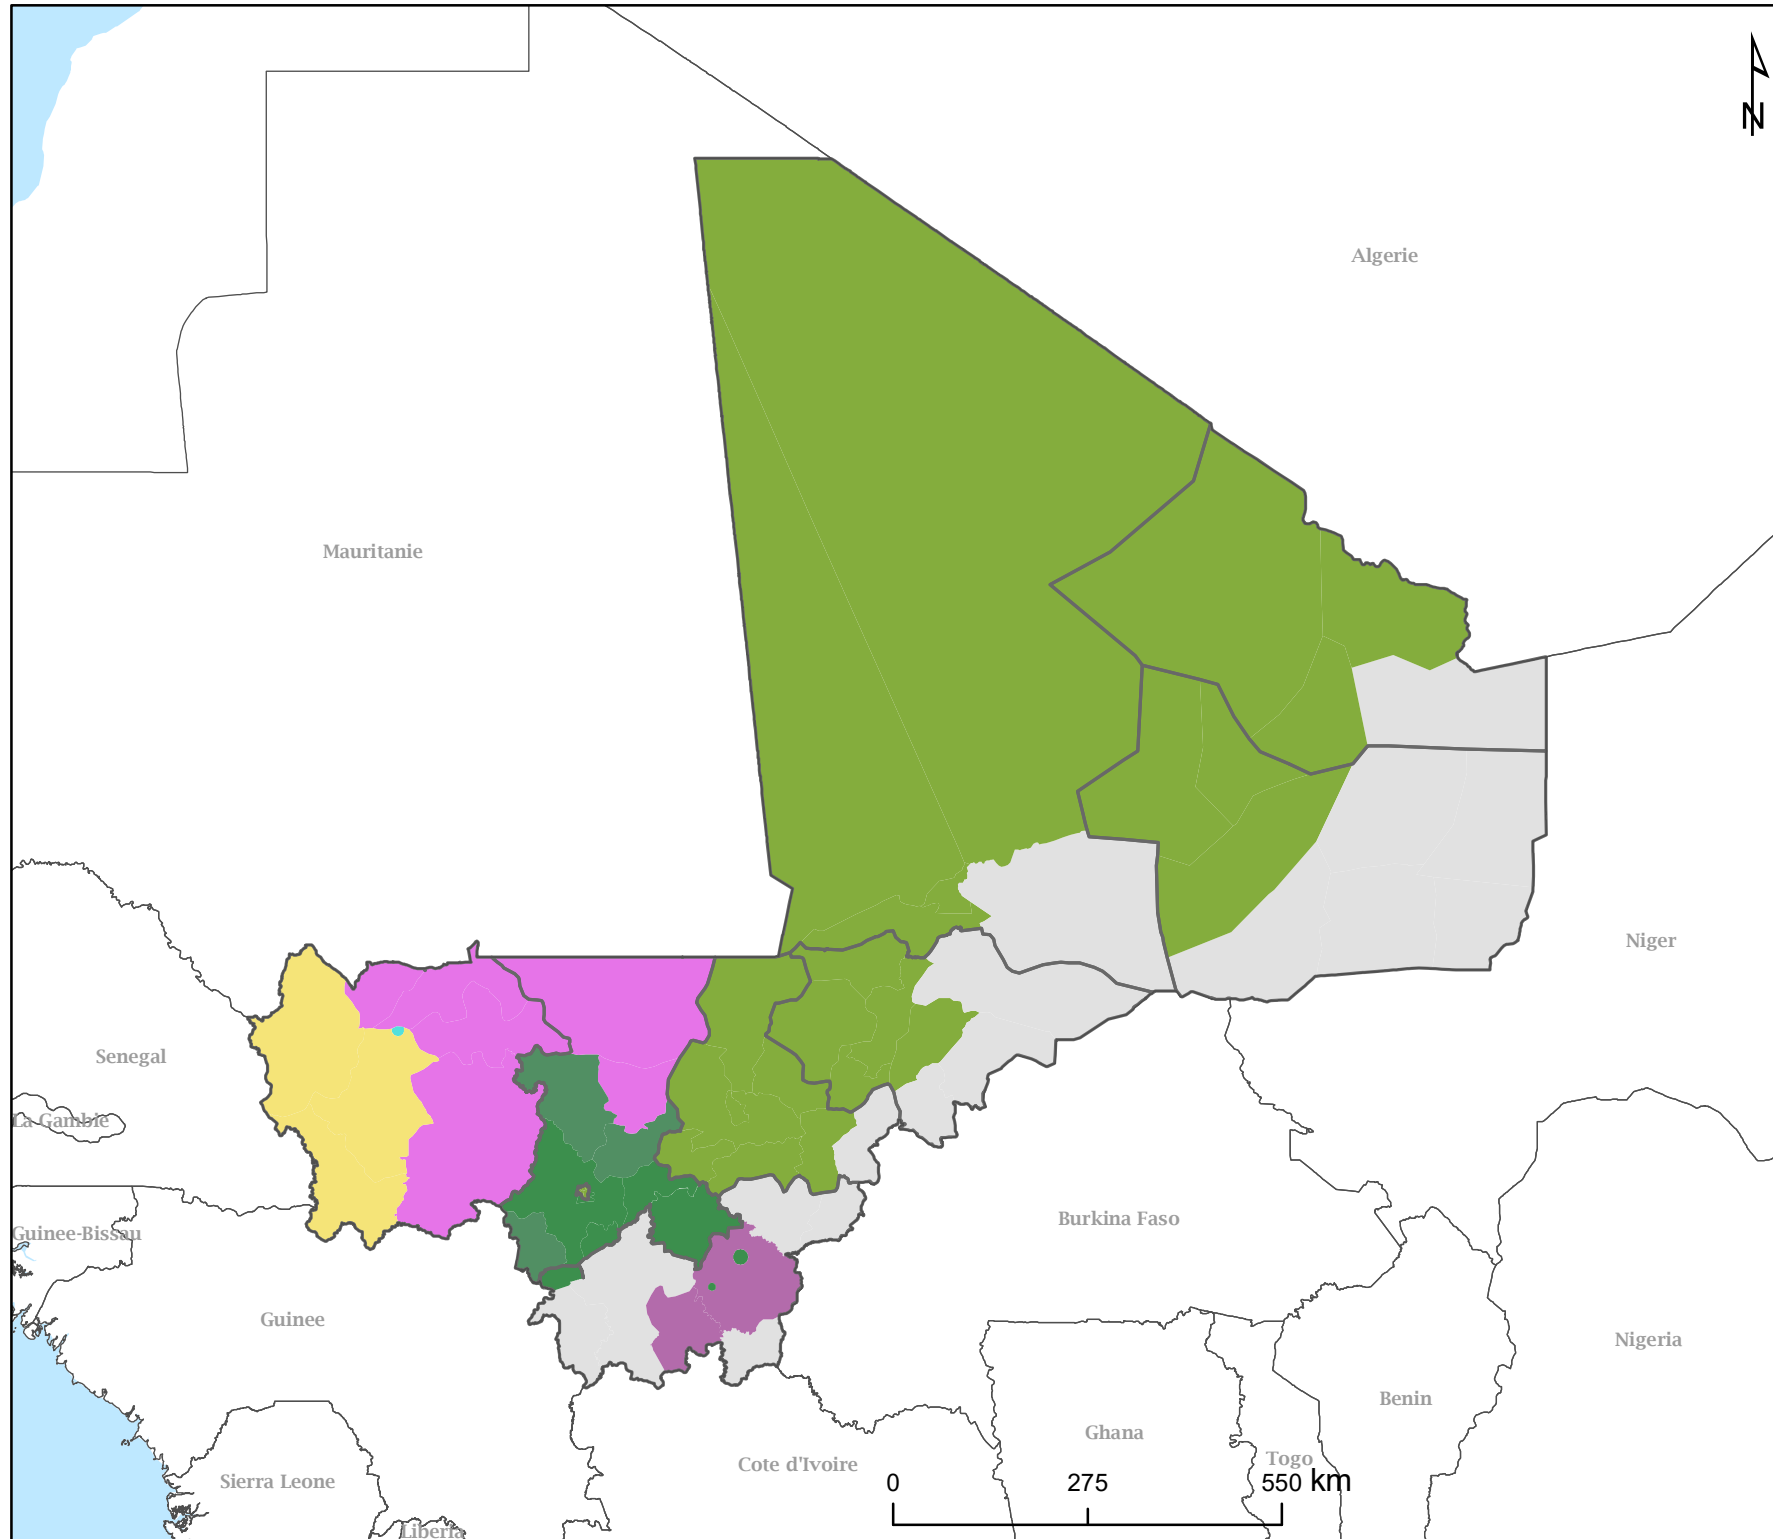 N
Algerie
Mauritanie
Niger
Senegal
La Gambie
Burkina Faso
Guinee-Bissau
Guinee
Nigeria
Benin
Ghana
Togo
Cote d'Ivoire
Sierra Leone
0 275 550 km
Liberia